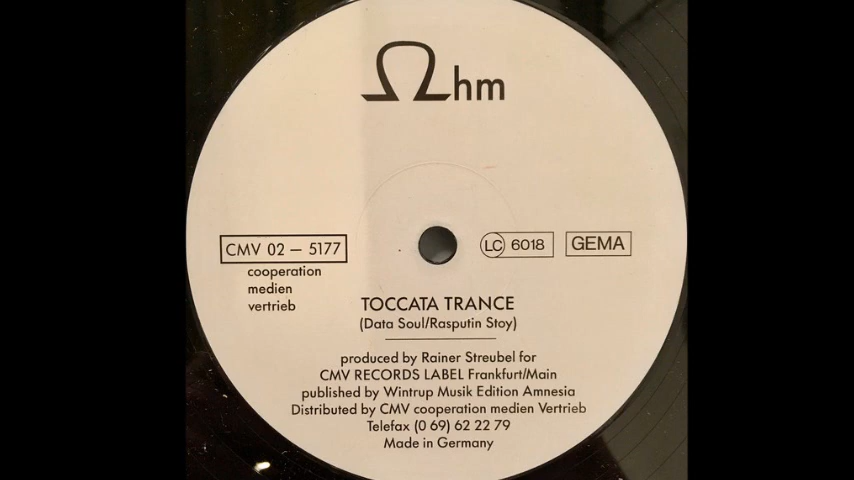 Ωhm
CMV 02 – 5177
cooperation
medien
vertrieb
LC 6018
GEMA
TOCCATA TRANCE
(Data Soul/Rasputin Stoy)
produced by Rainer Streubel for
CMV RECORDS LABEL Frankfurt/Main
published by Wintrup Musik Edition Amnesia
Distributed by CMV cooperation medien Vertrieb
Telefax (0 69) 62 22 79
Made in Germany